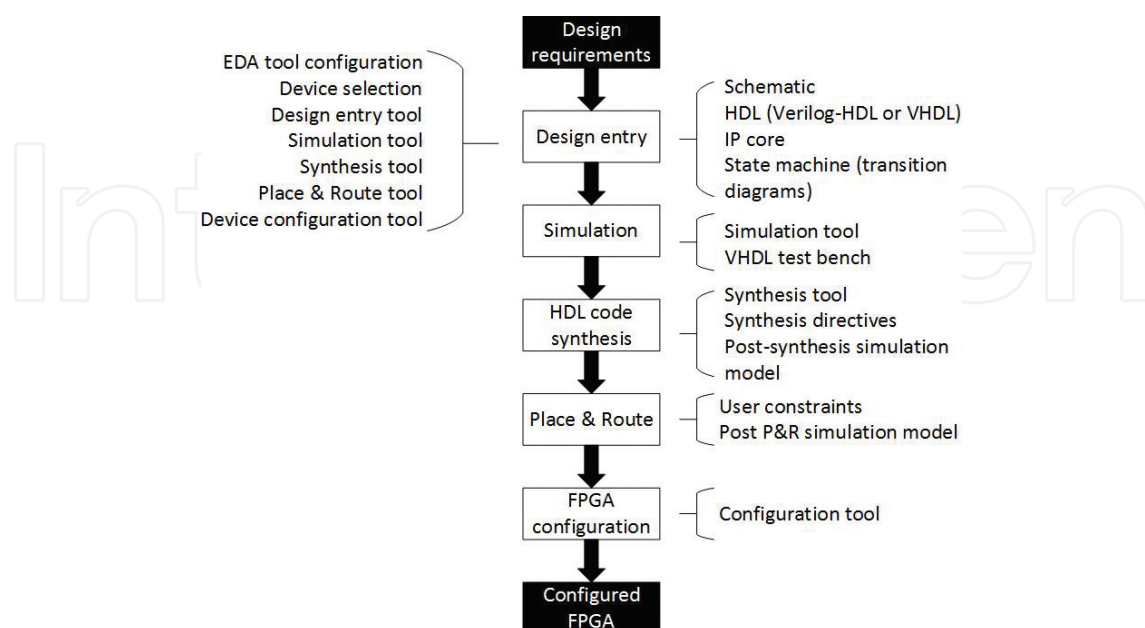 Design
requirements
EDA tool configuration
Device selection
Design entry tool
Simulation tool
Synthesis tool
Place & Route tool
Device configuration tool
Design entry
Schematic
HDL (Verilog-HDL or VHDL)
IP core
State machine (transition
diagrams)
Simulation
Simulation tool
VHDL test bench
HDL code
synthesis
Synthesis tool
Synthesis directives
Post-synthesis simulation
model
Place & Route
User constraints
Post P&R simulation model
FPGA
configuration
Configuration tool
Configured
FPGA